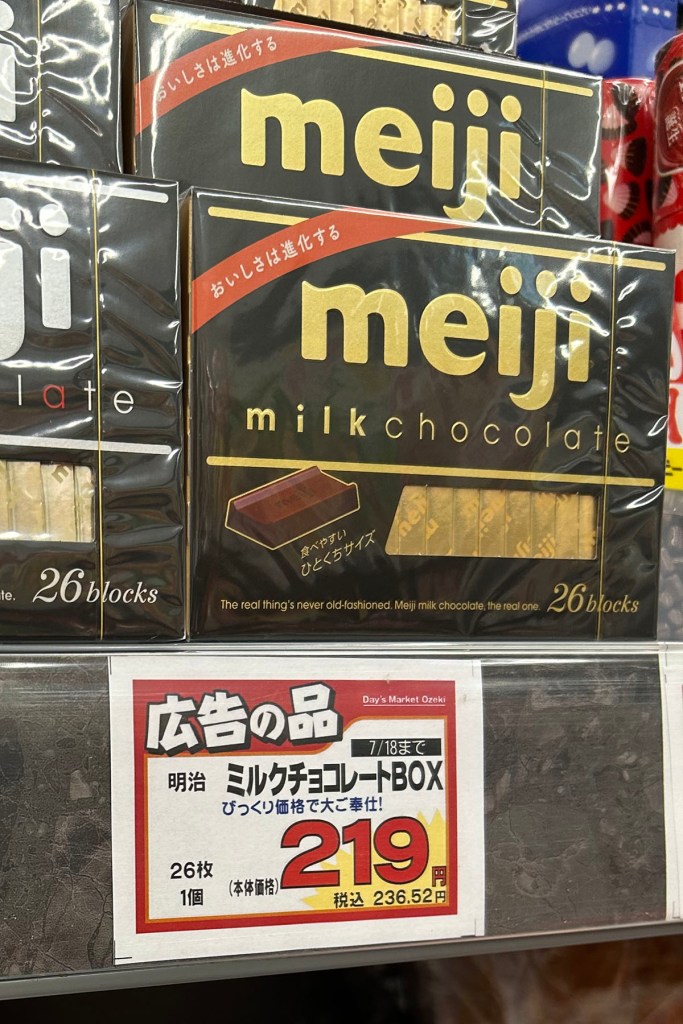 おいしさは進化する
meiji
おいしさは進化する
meiji
milk chocolate
late
食べやすい
ひとくちサイズ
26 blocks
The real thing's never old-fashioned. Meiji milk chocolate, the real one.
26 blocks
広告の品
Day's Market Ozeki
7/18まで
明治 ミルクチョコレートBOX
びっくり価格で大ご奉仕!
26枚
1個
(本体価格) 219円
税込 236.52円